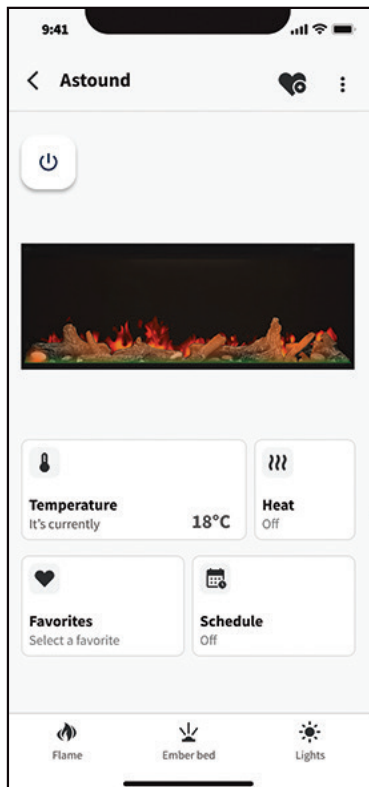 9:41
Astound
Temperature
It's currently
18°C
Heat
Off
Favorites
Select a favorite
Schedule
Off
Flame
Ember bed
Lights